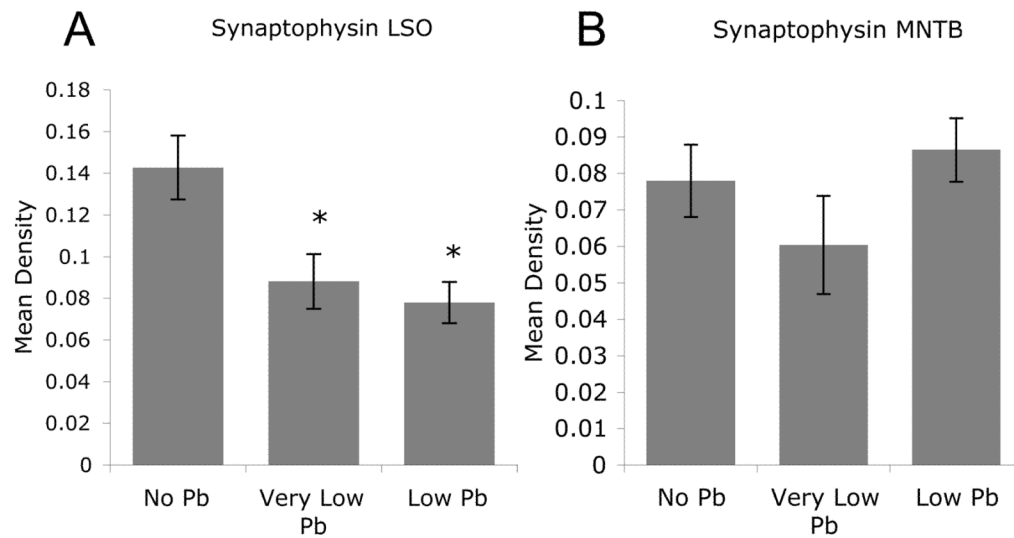 A
Synaptophysin LSO
Mean Density
0.18
0.16
0.14
0.12
0.1
0.08
0.06
0.04
0.02
0
*
*
No Pb
Very Low
Pb
Low Pb
B
Synaptophysin MNTB
Mean Density
0.1
0.09
0.08
0.07
0.06
0.05
0.04
0.03
0.02
0.01
0
No Pb
Very Low
Pb
Low Pb